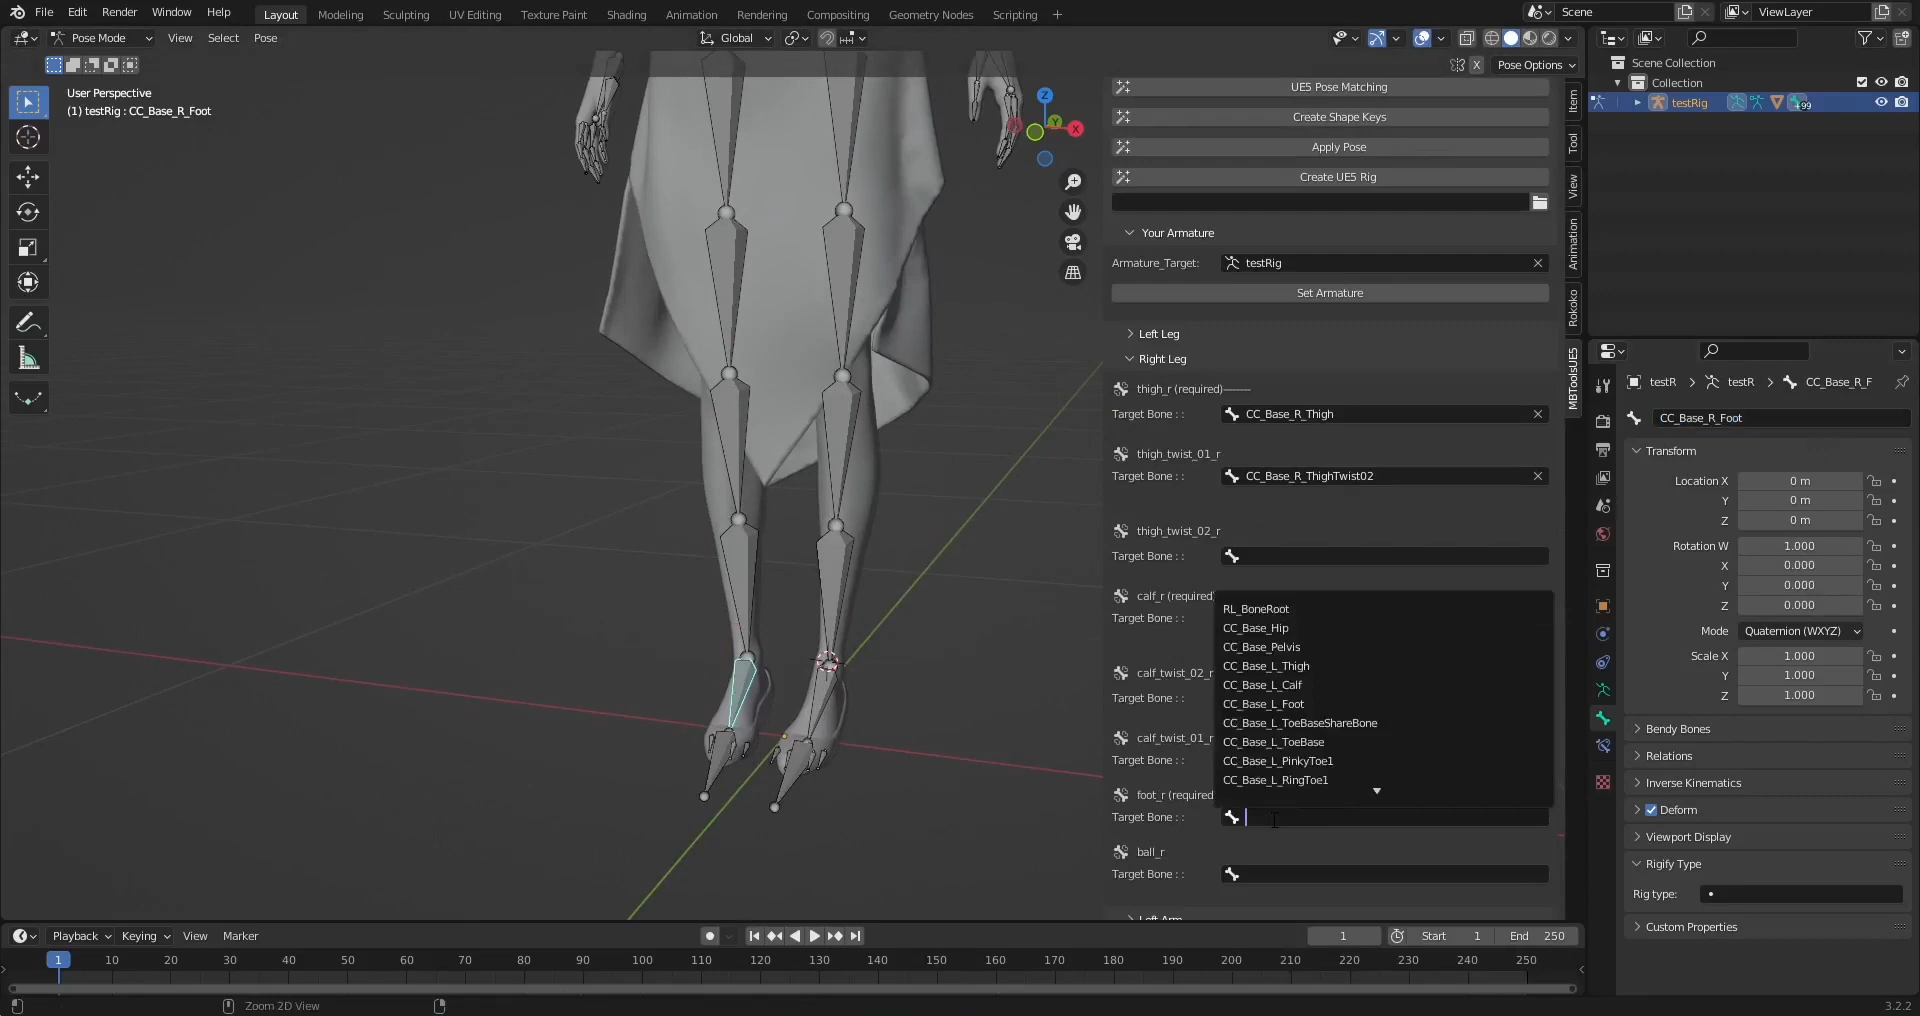 File Edit Render Window Help Layout Modeling Sculpting UV Editing Texture Paint Shading Animation Rendering Compositing Geometry Nodes Scripting + Scene ViewLayer
Pose Mode View Select Pose Global
X Pose Options
User Perspective
(1) testRig : CC_Base_R_Foot
Z
Y
X
UE5 Pose Matching
Create Shape Keys
Apply Pose
Create UE5 Rig
Your Armature
Armature_Target: testRig
Set Armature
Left Leg
Right Leg
thigh_r (required)--------
Target Bone : : CC_Base_R_Thigh
thigh_twist_01_r
Target Bone : : CC_Base_R_ThighTwist02
thigh_twist_02_r
Target Bone : :
calf_r (required)
Target Bone : :
calf_twist_02_r
Target Bone : :
calf_twist_01_r
Target Bone : :
foot_r (required
Target Bone : :
ball_r
Target Bone : :
Left Arm
RL_BoneRoot
CC_Base_Hip
CC_Base_Pelvis
CC_Base_L_Thigh
CC_Base_L_Calf
CC_Base_L_Foot
CC_Base_L_ToeBaseShareBone
CC_Base_L_ToeBase
CC_Base_L_PinkyToe1
CC_Base_L_RingToe1
Item
Tool
View
Animation
Rokoko
MBToolsUE5
Scene Collection
Collection
testRig 99
testR testR CC_Base_R_F
CC_Base_R_Foot
Transform
Location X 0 m
Y 0 m
Z 0 m
Rotation W 1.000
X 0.000
Y 0.000
Z 0.000
Mode Quaternion (WXYZ)
Scale X 1.000
Y 1.000
Z 1.000
Bendy Bones
Relations
Inverse Kinematics
Deform
Viewport Display
Rigify Type
Rig type:
Custom Properties
Playback Keying View Marker 1 Start 1 End 250
1 10 20 30 40 50 60 70 80 90 100 110 120 130 140 150 160 170 180 190 200 210 220 230 240 250
Zoom 2D View 3.2.2